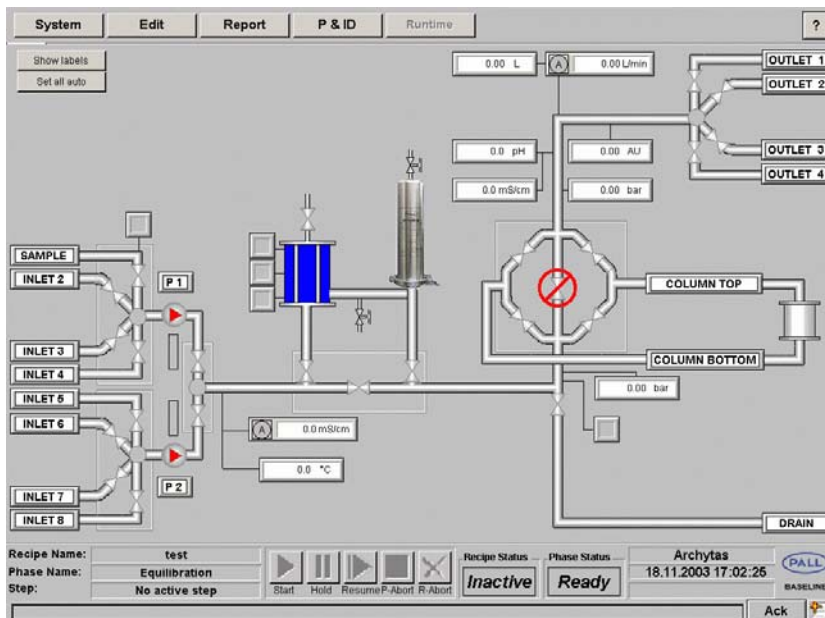 System Edit Report P & ID Runtime ?
Show labels
Set all auto
0.00 L
A 0.00 L/min
OUTLET 1
OUTLET 2
0.0 pH
0.00 AU
OUTLET 3
0.0 mS/cm
0.00 bar
OUTLET 4
SAMPLE
INLET 2
P 1
COLUMN TOP
INLET 3
COLUMN BOTTOM
INLET 4
0.00 bar
INLET 5
INLET 6
A 0.0 mS/cm
0.0 °C
P 2
INLET 7
INLET 8
DRAIN
Recipe Name: test
Phase Name: Equilibration
Step: No active step
Start Hold Resume P-Abort R-Abort
Recipe Status
Inactive
Phase Status
Ready
Archytas
18.11.2003 17:02:25
PALL
BASELINE
Ack